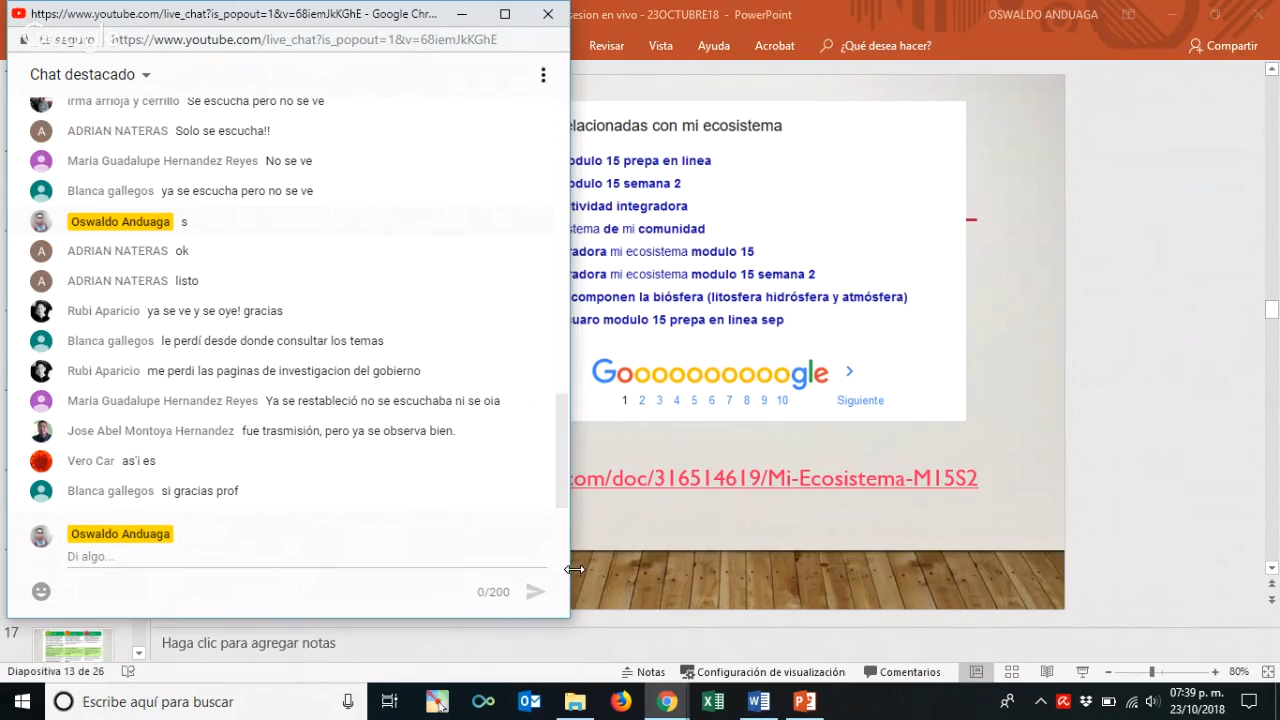 https://www.youtube.com/live_chat?is_popout=1&v=68iemJkKGhE - Google Chr...
https://www.youtube.com/live_chat?is_popout=1&v=68iemJkKGhE
Chat destacado
irma arrioja y cerrillo Se escucha pero no se ve
ADRIAN NATERAS Solo se escucha!!
Maria Guadalupe Hernandez Reyes No se ve
Blanca gallegos ya se escucha pero no se ve
Oswaldo Anduaga s
ADRIAN NATERAS ok
ADRIAN NATERAS listo
Rubi Aparicio ya se ve y se oye! gracias
Blanca gallegos le perdí desde donde consultar los temas
Rubi Aparicio me perdi las paginas de investigacion del gobierno
Maria Guadalupe Hernandez Reyes Ya se restableció no se escuchaba ni se oia
Jose Abel Montoya Hernandez fue trasmisión, pero ya se observa bien.
Vero Car as'i es
Blanca gallegos si gracias prof
Oswaldo Anduaga
Di algo...
0/200
sesion en vivo - 23OCTUBRE18 - PowerPoint
OSWALDO ANDUAGA
Revisar Vista Ayuda Acrobat ¿Qué desea hacer? Compartir
elacionadas con mi ecosistema
odulo 15 prepa en linea
odulo 15 semana 2
tividad integradora
stema de mi comunidad
radora mi ecosistema modulo 15
radora mi ecosistema modulo 15 semana 2
componen la biósfera (litosfera hidrósfera y atmósfera)
uaro modulo 15 prepa en linea sep
Goooooooooogle
1 2 3 4 5 6 7 8 9 10 Siguiente
com/doc/316514619/Mi-Ecosistema-M15S2
17
Haga clic para agregar notas
Diapositiva 13 de 26
Notas Configuración de visualización Comentarios 80%
Escribe aquí para buscar
07:39 p. m.
23/10/2018